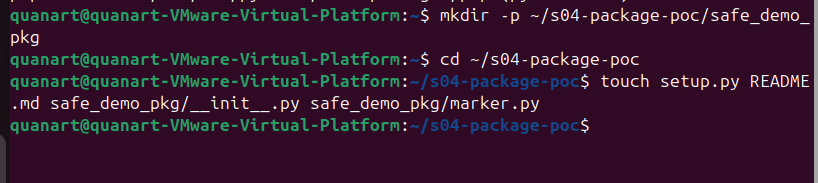 quanart@quanart-VMware-Virtual-Platform:~$ mkdir -p ~/s04-package-poc/safe_demo_
pkg
quanart@quanart-VMware-Virtual-Platform:~$ cd ~/s04-package-poc
quanart@quanart-VMware-Virtual-Platform:~/s04-package-poc$ touch setup.py README
.md safe_demo_pkg/__init__.py safe_demo_pkg/marker.py
quanart@quanart-VMware-Virtual-Platform:~/s04-package-poc$